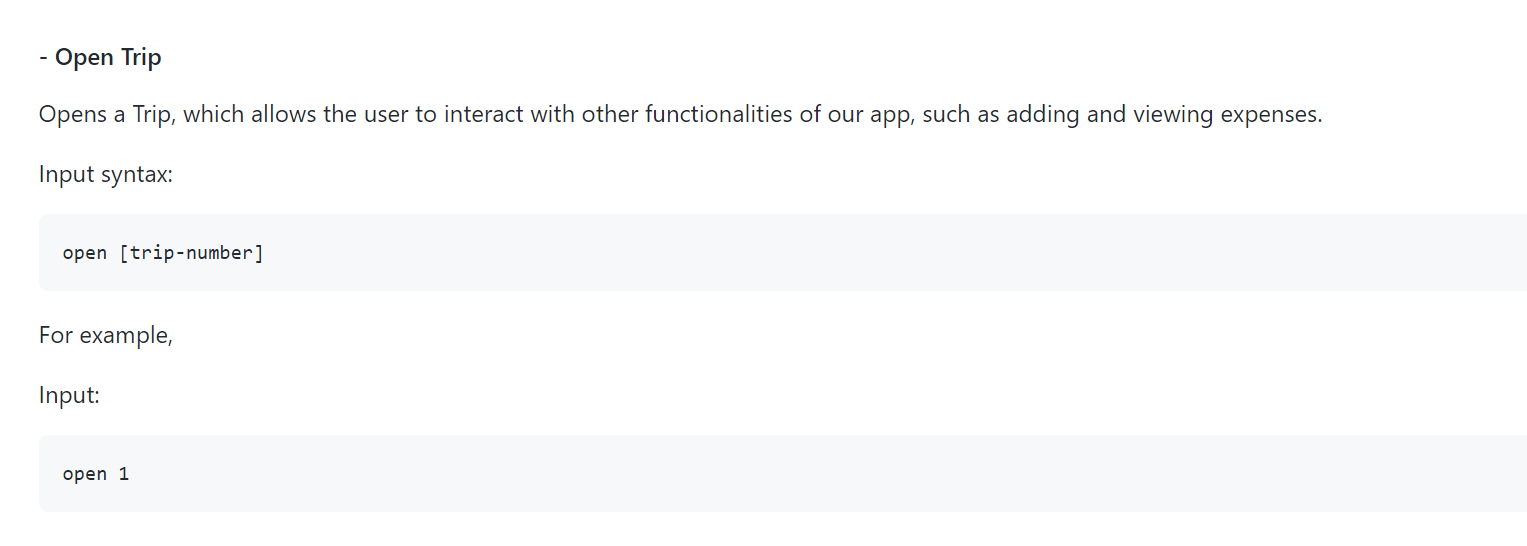 - Open Trip
Opens a Trip, which allows the user to interact with other functionalities of our app, such as adding and viewing expenses.
Input syntax:
open [trip-number]
For example,
Input:
open 1